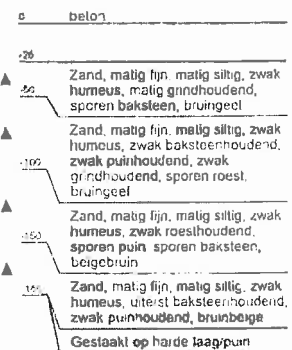 0 beton
-26
Zand, matig fijn, matig siltig, zwak
humeus, matig grindhoudend,
sporen baksteen, bruingeel
-50
Zand, matig fijn, matig siltig, zwak
humeus, zwak baksteenhoudend,
zwak puinhoudend, zwak
grindhoudend, sporen roest,
bruingeel
-100
Zand, matig fijn, matig siltig, zwak
humeus, zwak roesthoudend,
sporen puin, sporen baksteen,
beigebruin
-150
Zand, matig fijn, matig siltig, zwak
humeus, uiterst baksteenhoudend,
zwak puinhoudend, bruinbeige
Gestaakt op harde laag/puin